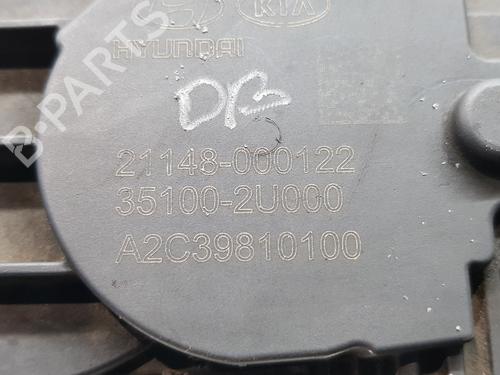 KIA
HYUNDAI
DB
21148-000122
35100-2U000
A2C39810100
B-PARTS